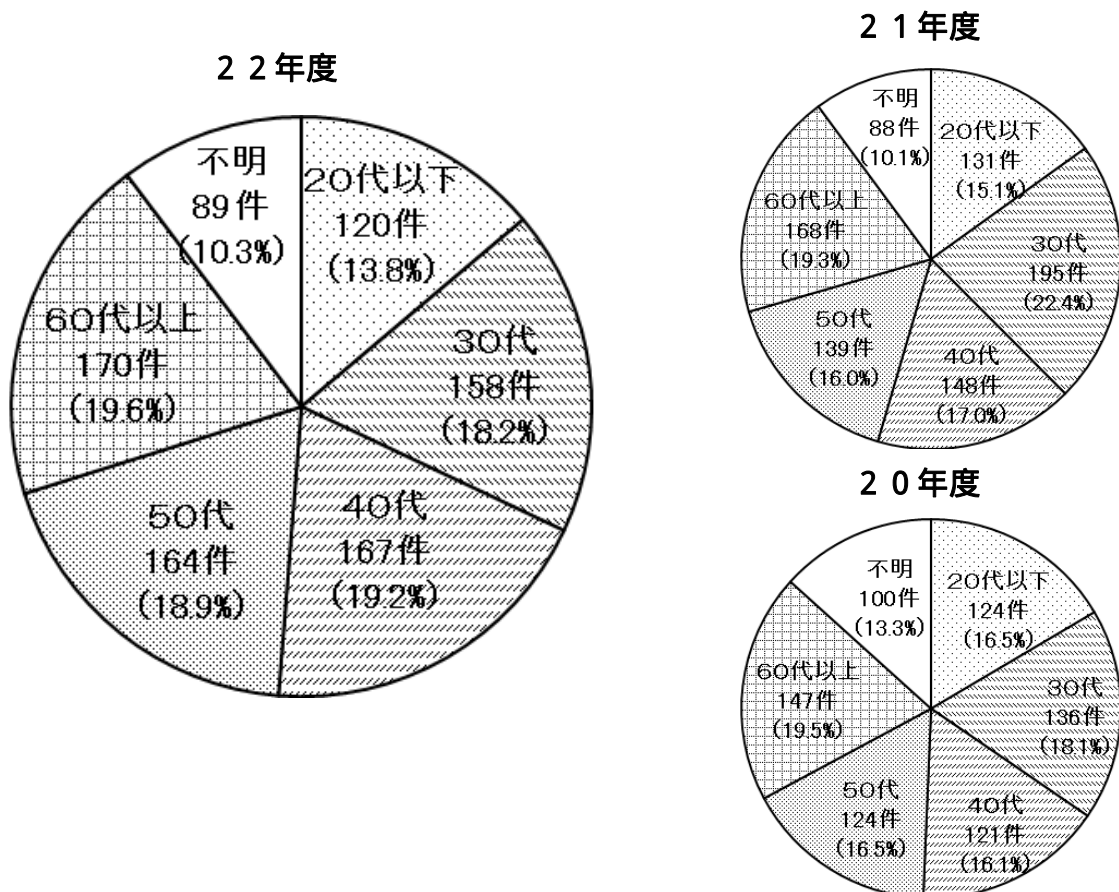 ２２年度
不明
89件
(10.3%)
20代以下
120件
(13.8%)
30代
158件
(18.2%)
40代
167件
(19.2%)
50代
164件
(18.9%)
60代以上
170件
(19.6%)
２１年度
不明
88件
(10.1%)
20代以下
131件
(15.1%)
30代
195件
(22.4%)
40代
148件
(17.0%)
50代
139件
(16.0%)
60代以上
168件
(19.3%)
２０年度
不明
100件
(13.3%)
20代以下
124件
(16.5%)
30代
136件
(18.1%)
40代
121件
(16.1%)
50代
124件
(16.5%)
60代以上
147件
(19.5%)